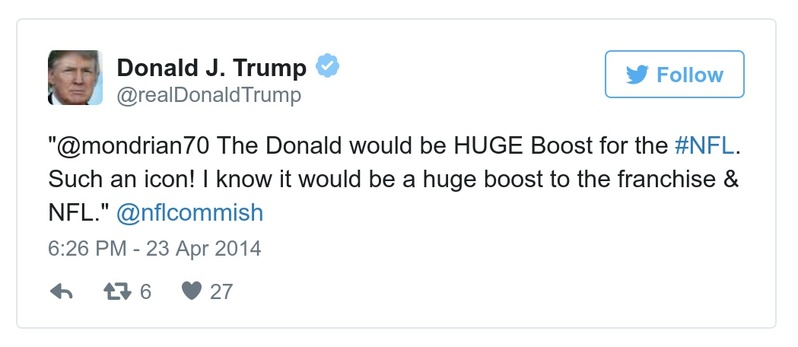 Donald J. Trump
@realDonaldTrump
Follow
"@mondrian70 The Donald would be HUGE Boost for the #NFL.
Such an icon! I know it would be a huge boost to the franchise &
NFL." @nflcommish
6:26 PM - 23 Apr 2014
6 27